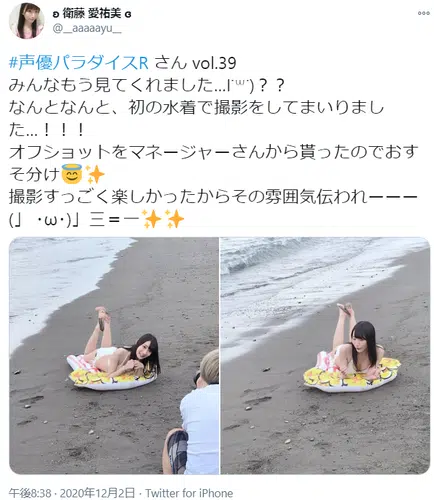 ʚ 衛藤 愛祐美 ɞ
@__aaaaayu__
#声優パラダイスR さん vol.39
みんなもう見てくれました...l˙꒳˙)？？
なんとなんと、初の水着で撮影をしてまいりまし
た...！！！
オフショットをマネージャーさんから貰ったのでおす
そ分け😇✨
撮影すっごく楽しかったからその雰囲気伝われーーー
(」 ･ω･)」三＝一✨✨
午後8:38 · 2020年12月2日 · Twitter for iPhone